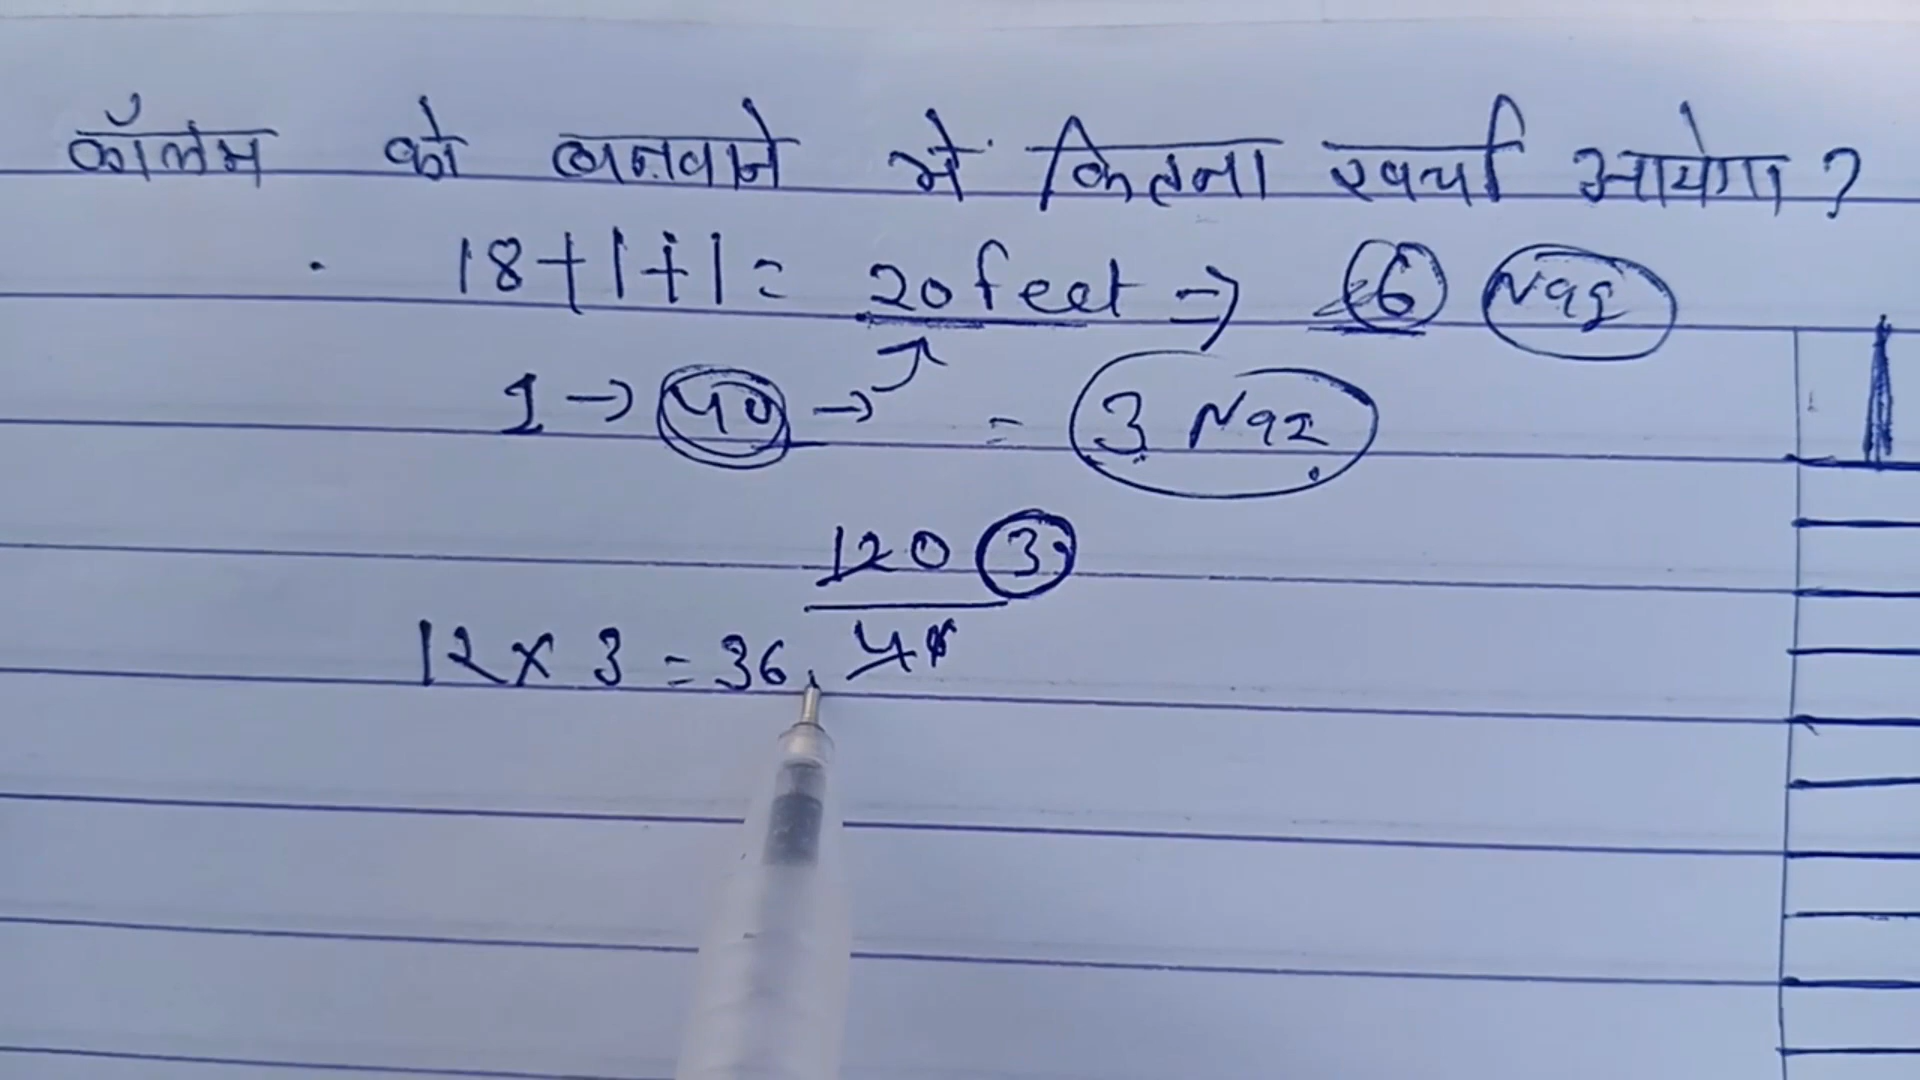 कॉलम को बनवाने में कितना खर्चा आयेगा ?
18+1+1= 20 feet ⇒ 6 Nag
1 → 40 → = 3 Nag
120 3
40
12 x 3 = 36